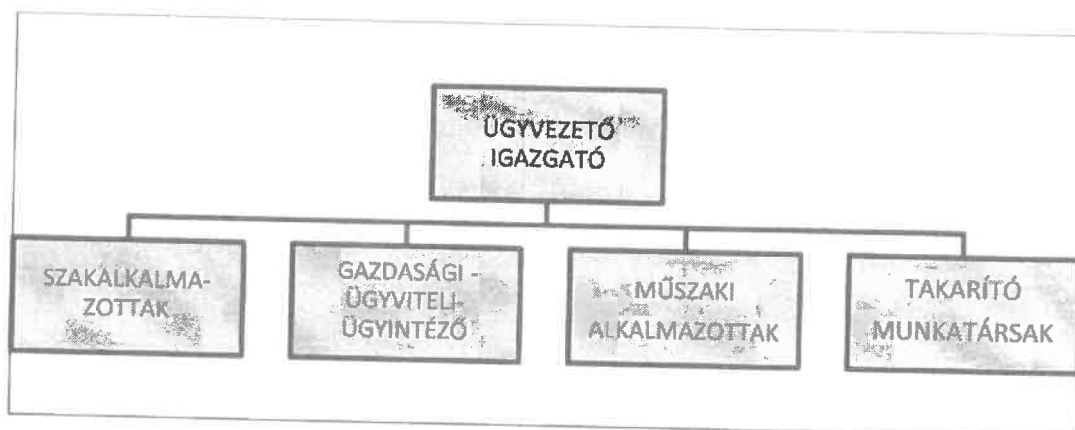 ÜGYVEZETŐ
IGAZGATÓ
SZAKALKALMA-
ZOTTAK
GAZDASÁGI -
ÜGYVITELI-
ÜGYINTÉZŐ
MŰSZAKI
ALKALMAZOTTAK
TAKARÍTÓ
MUNKATÁRSAK